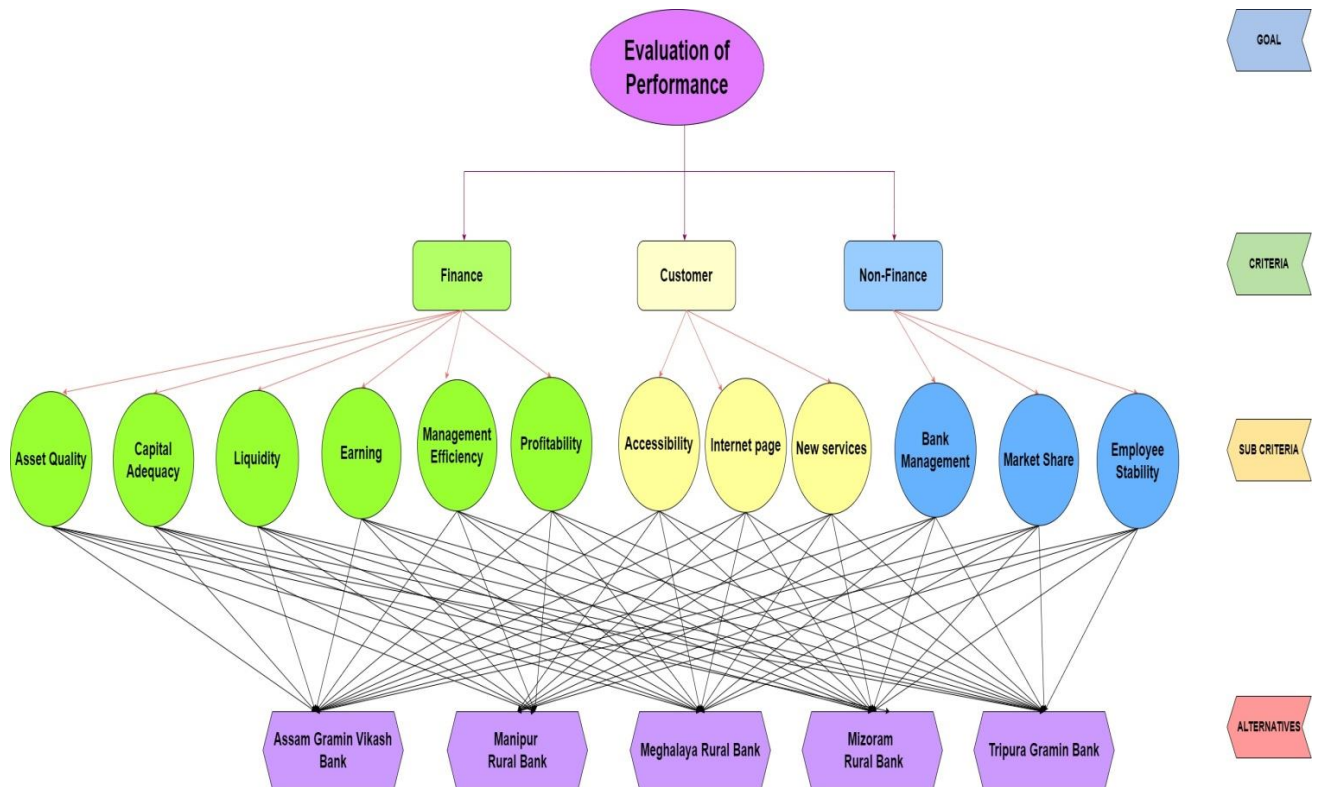 Evaluation of
Performance
GOAL
Finance
Customer
Non-Finance
CRITERIA
Asset Quality
Capital
Adequacy
Liquidity
Earning
Management
Efficiency
Profitability
Accessibility
Internet page
New services
Bank
Management
Market Share
Employee
Stability
SUB CRITERIA
Assam Gramin Vikash
Bank
Manipur
Rural Bank
Meghalaya Rural Bank
Mizoram
Rural Bank
Tripura Gramin Bank
ALTERNATIVES